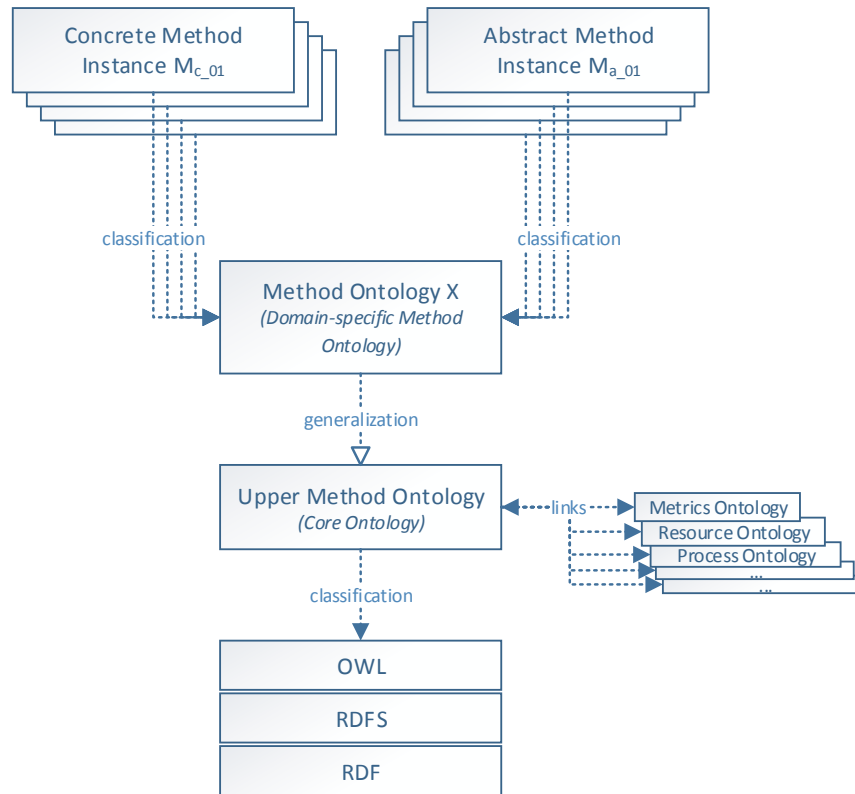 Concrete Method
Instance Mc_01
Abstract Method
Instance Ma_01
classification
classification
Method Ontology X
(Domain-specific Method
Ontology)
generalization
Upper Method Ontology
(Core Ontology)
links
Metrics Ontology
Resource Ontology
Process Ontology
...
...
classification
OWL
RDFS
RDF